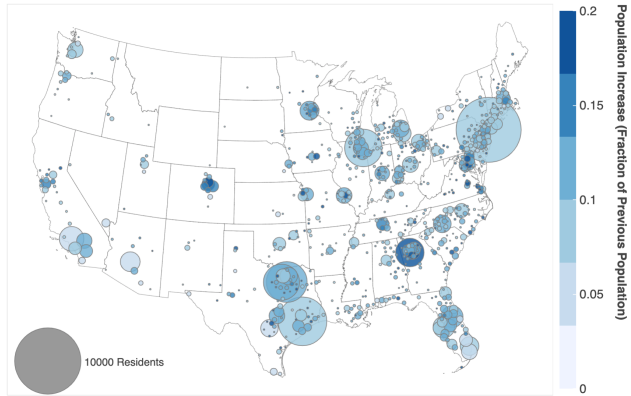 0.2
0.15
0.1
0.05
0
Population Increase (Fraction of Previous Population)
10000 Residents